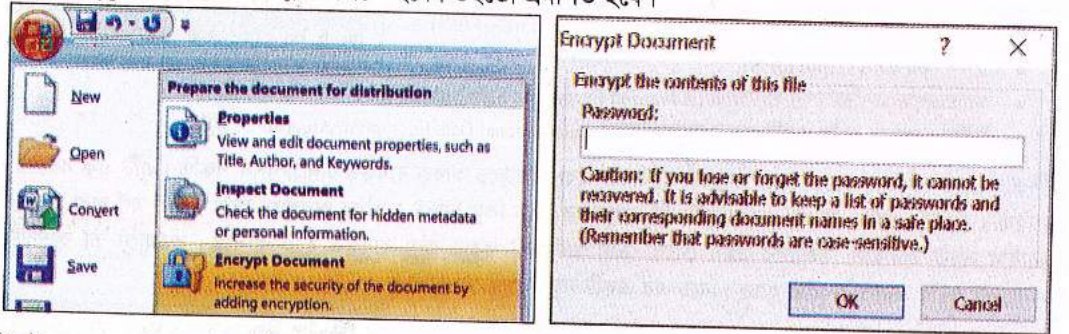 New
Open
Convert
Save
Prepare the document for distribution
Properties
View and edit document properties, such as
Title, Author, and Keywords.
Inspect Document
Check the document for hidden metadata
or personal information.
Encrypt Document
Increase the security of the document by
adding encryption.
Encrypt Document ? X
Encrypt the contents of this file
Password:
Caution: If you lose or forget the password, it cannot be
recovered. It is advisable to keep a list of passwords and
their corresponding document names in a safe place.
(Remember that passwords are case-sensitive.)
OK Cancel